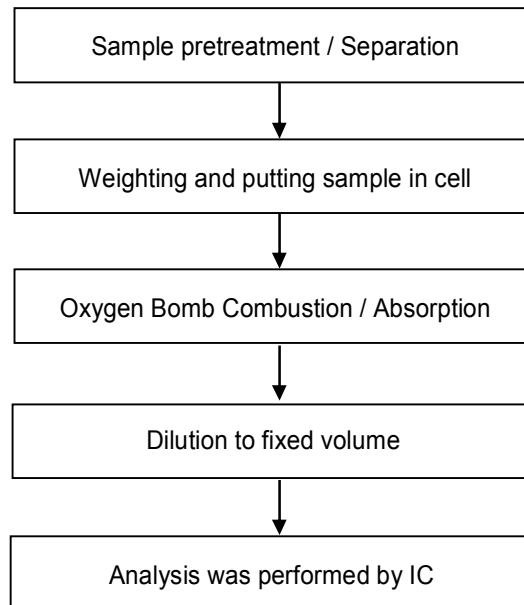 Sample pretreatment / Separation
Weighting and putting sample in cell
Oxygen Bomb Combustion / Absorption
Dilution to fixed volume
Analysis was performed by IC